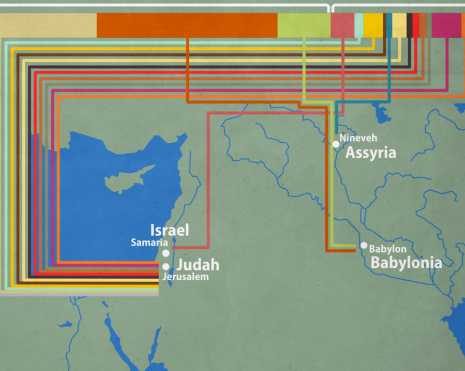 Nineveh
Assyria
Israel
Samaria
Judah
Jerusalem
Babylon
Babylonia